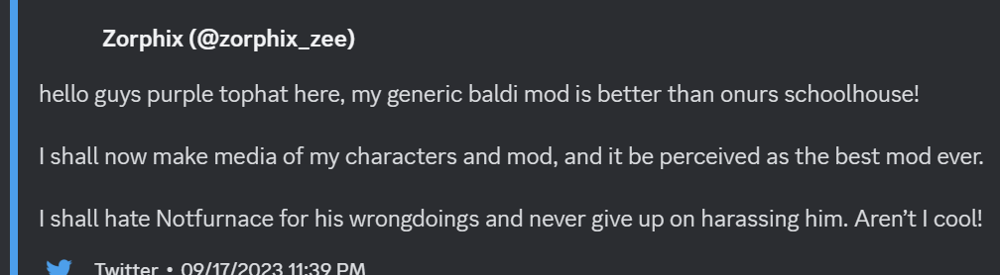 Zorphix (@zorphix_zee)
hello guys purple tophat here, my generic baldi mod is better than onurs schoolhouse!
I shall now make media of my characters and mod, and it be perceived as the best mod ever.
I shall hate Notfurnace for his wrongdoings and never give up on harassing him. Aren’t I cool!
Twitter • 09/17/2023 11:39 PM